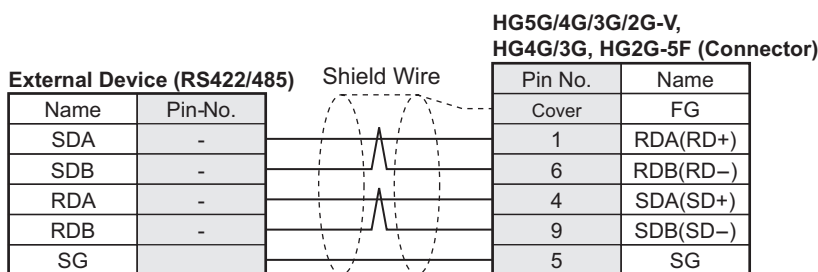 HG5G/4G/3G/2G-V,
HG4G/3G, HG2G-5F (Connector)
External Device (RS422/485)
Shield Wire
Pin No. Name
Name Pin-No.
Cover FG
SDA - 1 RDA(RD+)
SDB - 6 RDB(RD−)
RDA - 4 SDA(SD+)
RDB - 9 SDB(SD−)
SG 5 SG